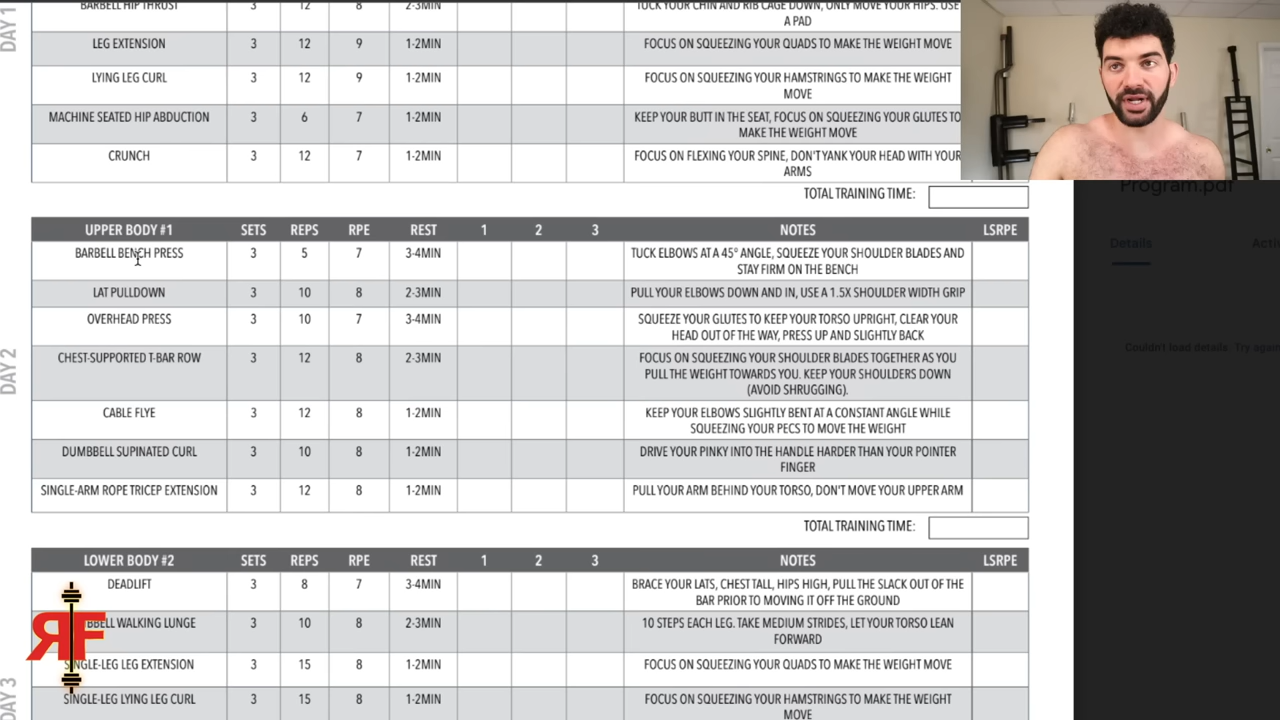 DAY 1
BARBELL HIP THRUST 3 12 8 2-3MIN TUCK YOUR CHIN AND RIB CAGE DOWN, ONLY MOVE YOUR HIPS. USE
A PAD
LEG EXTENSION 3 12 9 1-2MIN FOCUS ON SQUEEZING YOUR QUADS TO MAKE THE WEIGHT MOVE
LYING LEG CURL 3 12 9 1-2MIN FOCUS ON SQUEEZING YOUR HAMSTRINGS TO MAKE THE WEIGHT
MOVE
MACHINE SEATED HIP ABDUCTION 3 6 7 1-2MIN KEEP YOUR BUTT IN THE SEAT, FOCUS ON SQUEEZING YOUR GLUTES TO
MAKE THE WEIGHT MOVE
CRUNCH 3 12 7 1-2MIN FOCUS ON FLEXING YOUR SPINE, DON'T YANK YOUR HEAD WITH YOUR
ARMS
TOTAL TRAINING TIME:
Program.pdf
Details
Couldn't load details. Try
DAY 2
UPPER BODY #1 SETS REPS RPE REST 1 2 3 NOTES LSRPE
BARBELL BENCH PRESS 3 5 7 3-4MIN TUCK ELBOWS AT A 45° ANGLE, SQUEEZE YOUR SHOULDER BLADES AND
STAY FIRM ON THE BENCH
LAT PULLDOWN 3 10 8 2-3MIN PULL YOUR ELBOWS DOWN AND IN, USE A 1.5X SHOULDER WIDTH GRIP
OVERHEAD PRESS 3 10 7 3-4MIN SQUEEZE YOUR GLUTES TO KEEP YOUR TORSO UPRIGHT, CLEAR YOUR
HEAD OUT OF THE WAY, PRESS UP AND SLIGHTLY BACK
CHEST-SUPPORTED T-BAR ROW 3 12 8 2-3MIN FOCUS ON SQUEEZING YOUR SHOULDER BLADES TOGETHER AS YOU
PULL THE WEIGHT TOWARDS YOU. KEEP YOUR SHOULDERS DOWN
(AVOID SHRUGGING).
CABLE FLYE 3 12 8 1-2MIN KEEP YOUR ELBOWS SLIGHTLY BENT AT A CONSTANT ANGLE WHILE
SQUEEZING YOUR PECS TO MOVE THE WEIGHT
DUMBBELL SUPINATED CURL 3 10 8 1-2MIN DRIVE YOUR PINKY INTO THE HANDLE HARDER THAN YOUR POINTER
FINGER
SINGLE-ARM ROPE TRICEP EXTENSION 3 12 8 1-2MIN PULL YOUR ARM BEHIND YOUR TORSO, DON'T MOVE YOUR UPPER ARM
TOTAL TRAINING TIME:
DAY 3
LOWER BODY #2 SETS REPS RPE REST 1 2 3 NOTES LSRPE
DEADLIFT 3 8 7 3-4MIN BRACE YOUR LATS, CHEST TALL, HIPS HIGH, PULL THE SLACK OUT OF THE
BAR PRIOR TO MOVING IT OFF THE GROUND
BBELL WALKING LUNGE 3 10 8 2-3MIN 10 STEPS EACH LEG. TAKE MEDIUM STRIDES, LET YOUR TORSO LEAN
FORWARD
SINGLE-LEG LEG EXTENSION 3 15 8 1-2MIN FOCUS ON SQUEEZING YOUR QUADS TO MAKE THE WEIGHT MOVE
SINGLE-LEG LYING LEG CURL 3 15 8 1-2MIN FOCUS ON SQUEEZING YOUR HAMSTRINGS TO MAKE THE WEIGHT
MOVE
RF